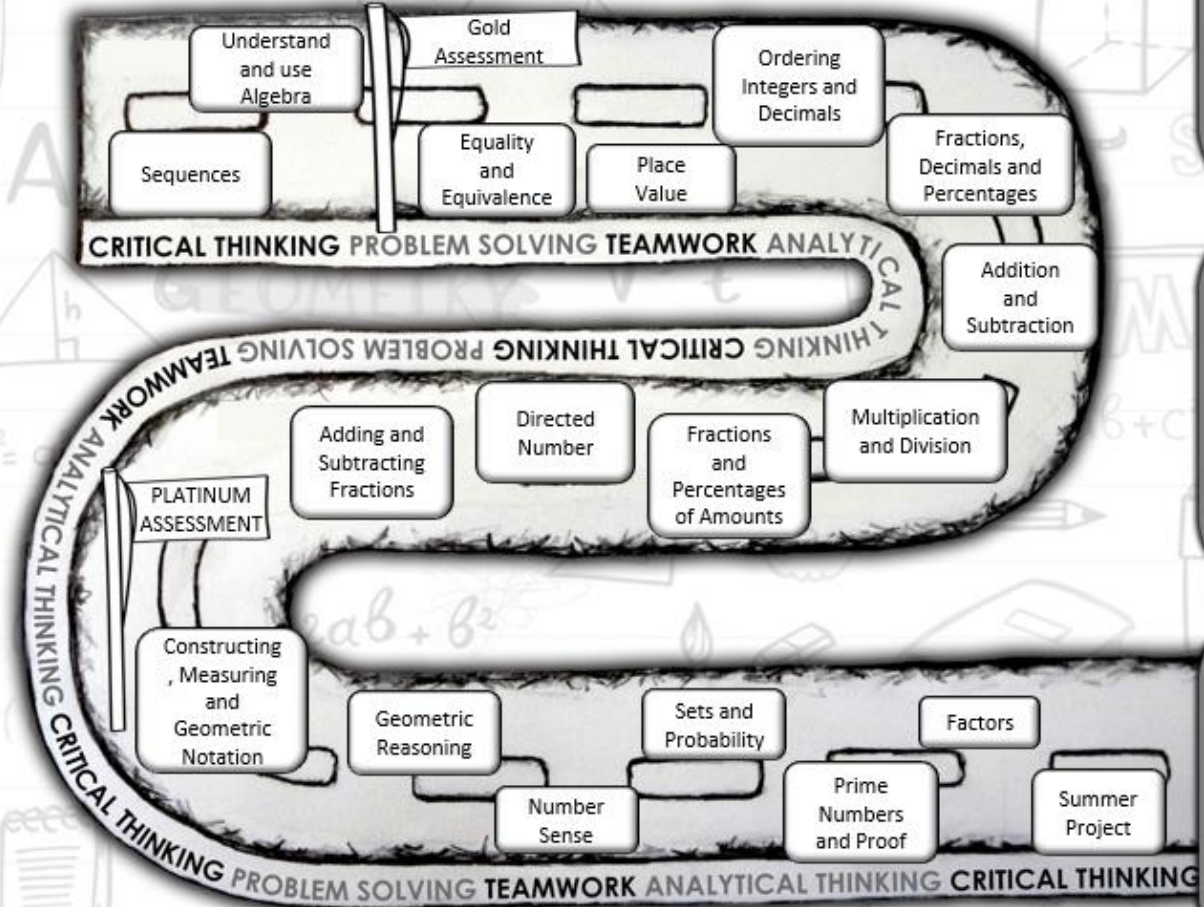 Understand
and use
Algebra
Gold
Assessment
Ordering
Integers and
Decimals
Sequences
Equality
and
Equivalence
Place
Value
Fractions,
Decimals and
Percentages
CRITICAL THINKING PROBLEM SOLVING TEAMWORK ANALYTICAL THINKING CRITICAL THINKING PROBLEM SOLVING TEAMWORK ANALYTICAL THINKING CRITICAL THINKING PROBLEM SOLVING TEAMWORK ANALYTICAL THINKING CRITICAL THINKING
GEOMETRY
Addition
and
Subtraction
Multiplication
and Division
Fractions
and
Percentages
of Amounts
Directed
Number
Adding and
Subtracting
Fractions
PLATINUM
ASSESSMENT
Constructing
, Measuring
and
Geometric
Notation
Geometric
Reasoning
Number
Sense
Sets and
Probability
Prime
Numbers
and Proof
Factors
Summer
Project